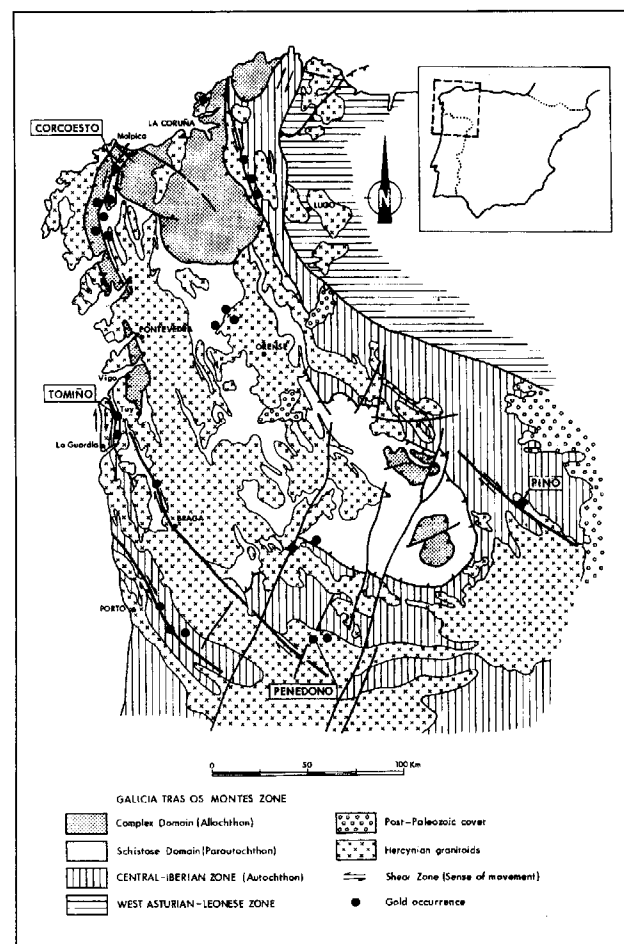 LA CORUÑA
CORCOESTO
Malpica
LUGO
N
PONTEVEDRA
ORENSE
Vigo
TOMIÑO
Tuy
La Guardia
PINO
BRAGA
PORTO
PENEDONO
0 50 100 Km
GALICIA TRAS OS MONTES ZONE
Complex Domain (Allochthon)
Schistose Domain (Parautochthon)
CENTRAL-IBERIAN ZONE (Autochthon)
WEST ASTURIAN-LEONESE ZONE
Post-Paleozoic cover
Hercynian granitoids
Shear Zone (Sense of movement)
Gold occurrence